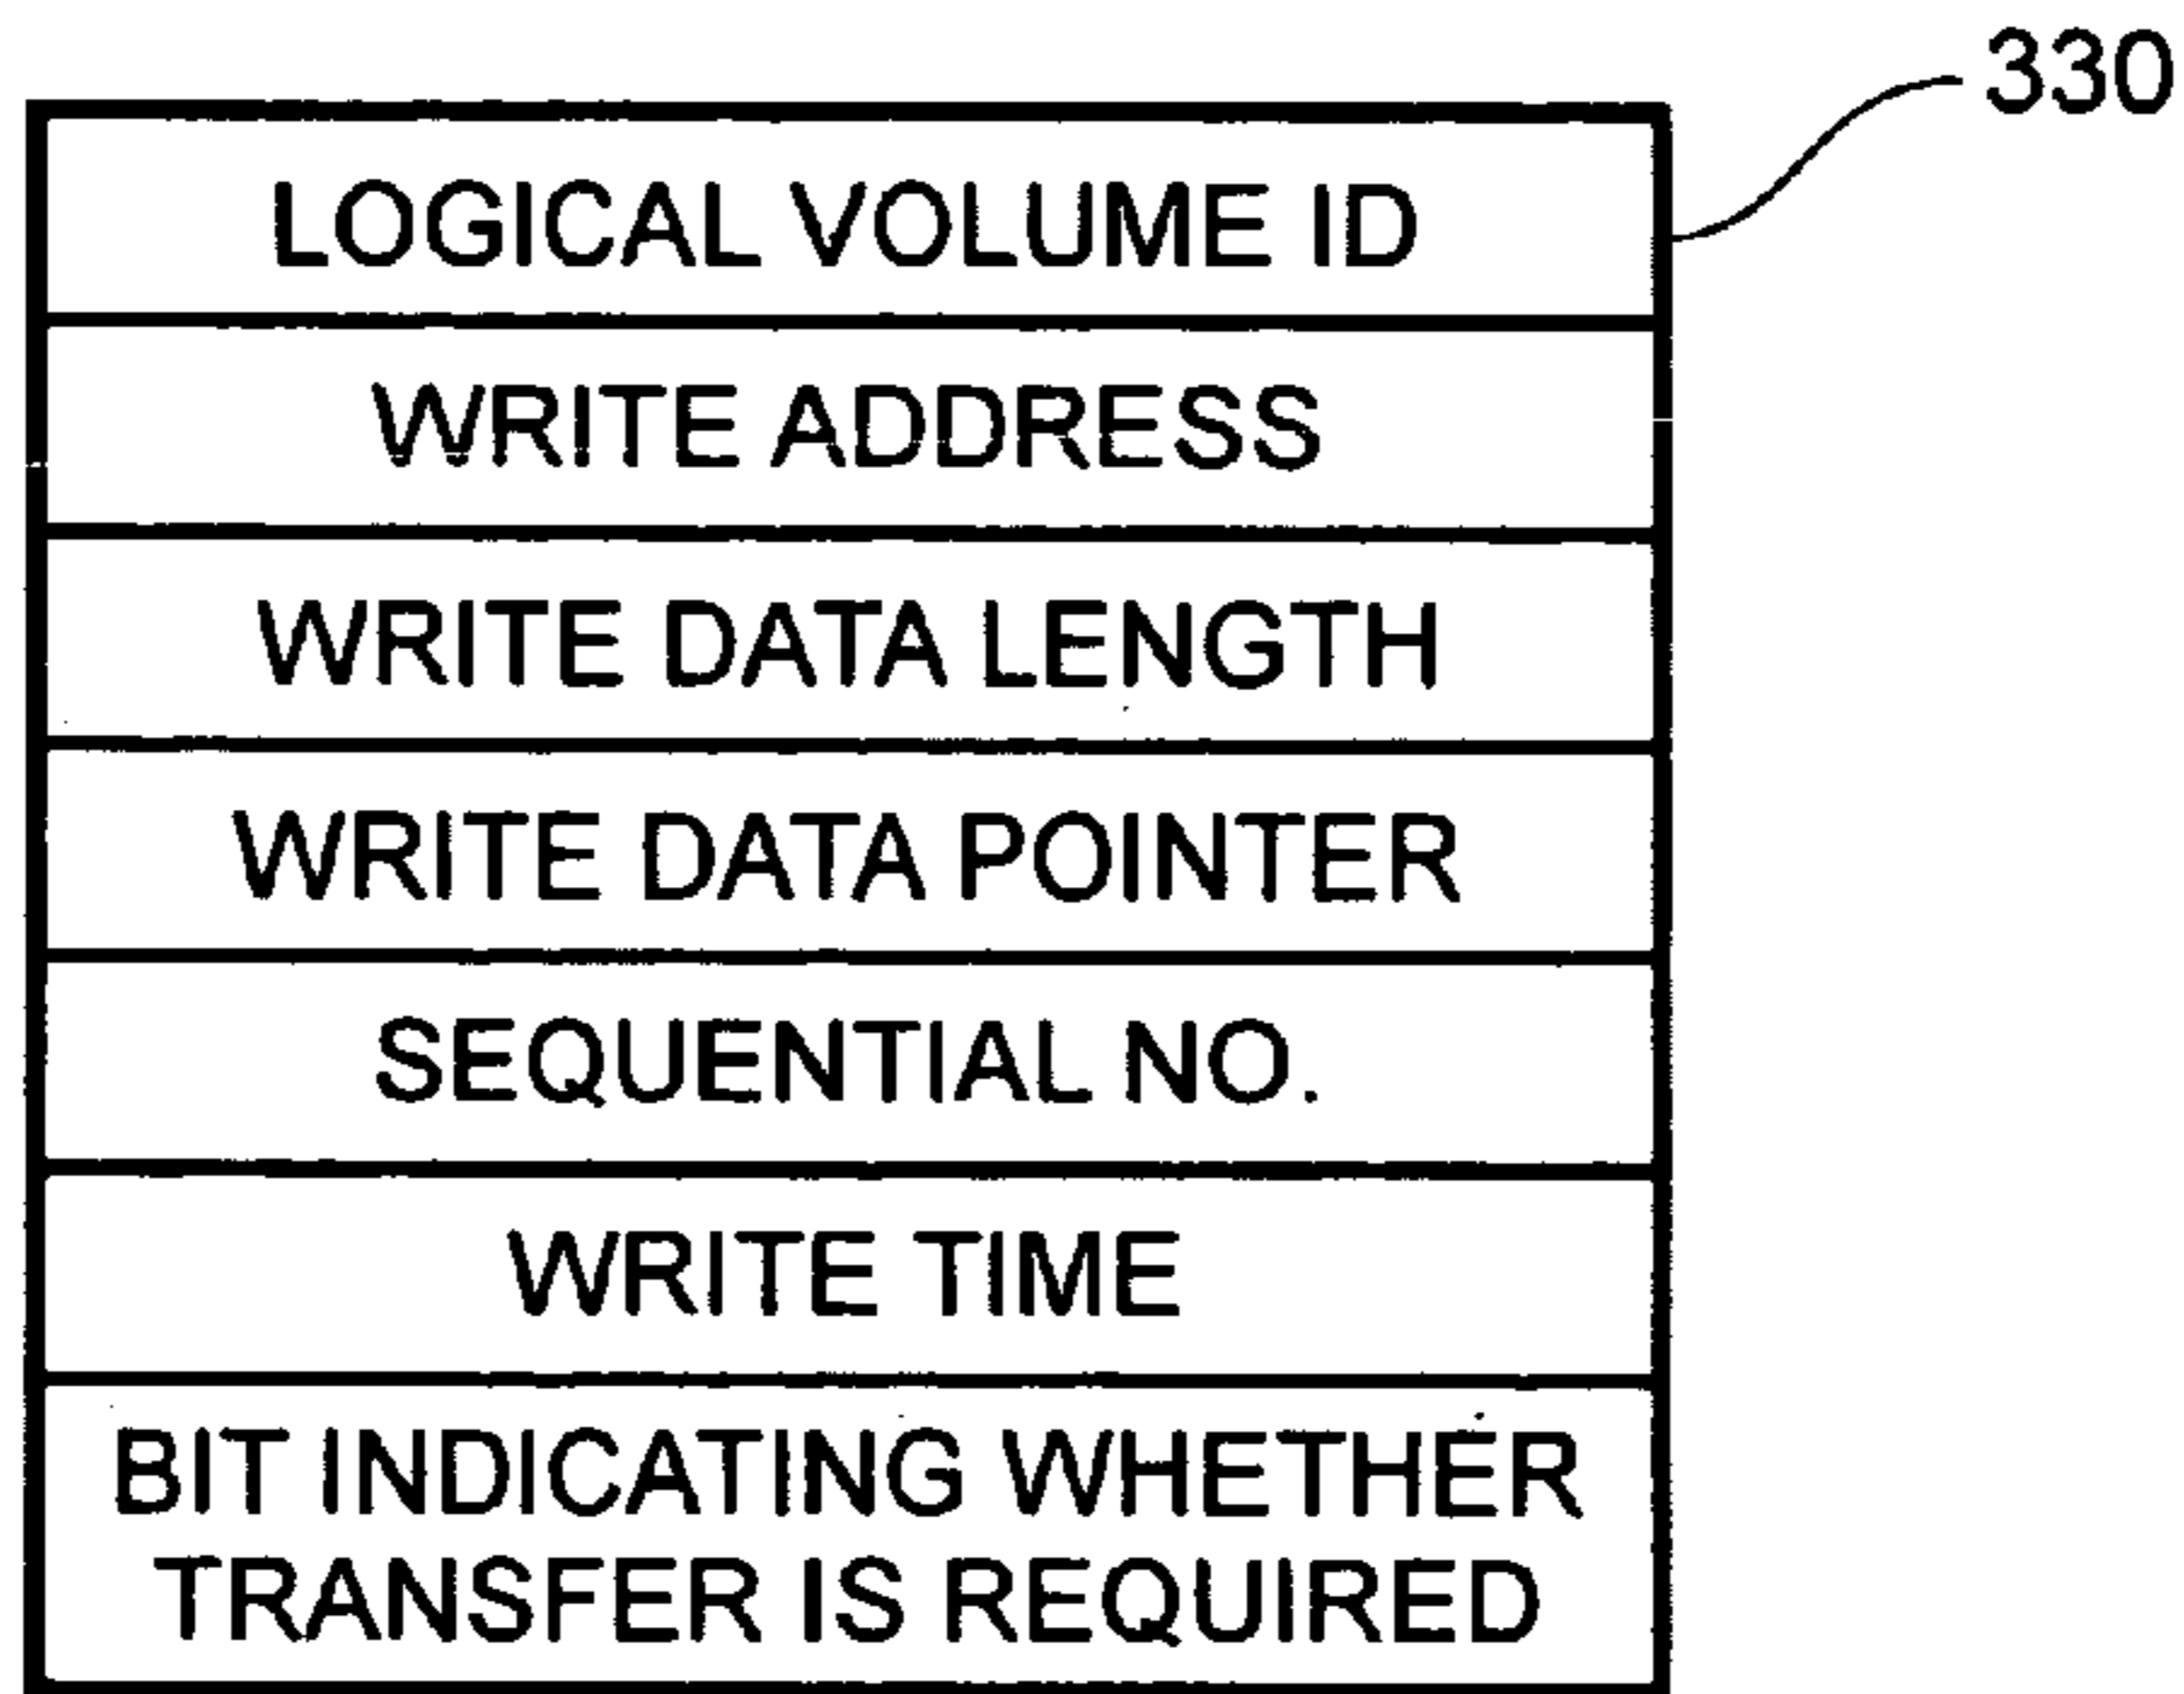 330
LOGICAL VOLUME ID
WRITE ADDRESS
WRITE DATA LENGTH
WRITE DATA POINTER
SEQUENTIAL NO.
WRITE TIME
BIT INDICATING WHETHER
TRANSFER IS REQUIRED